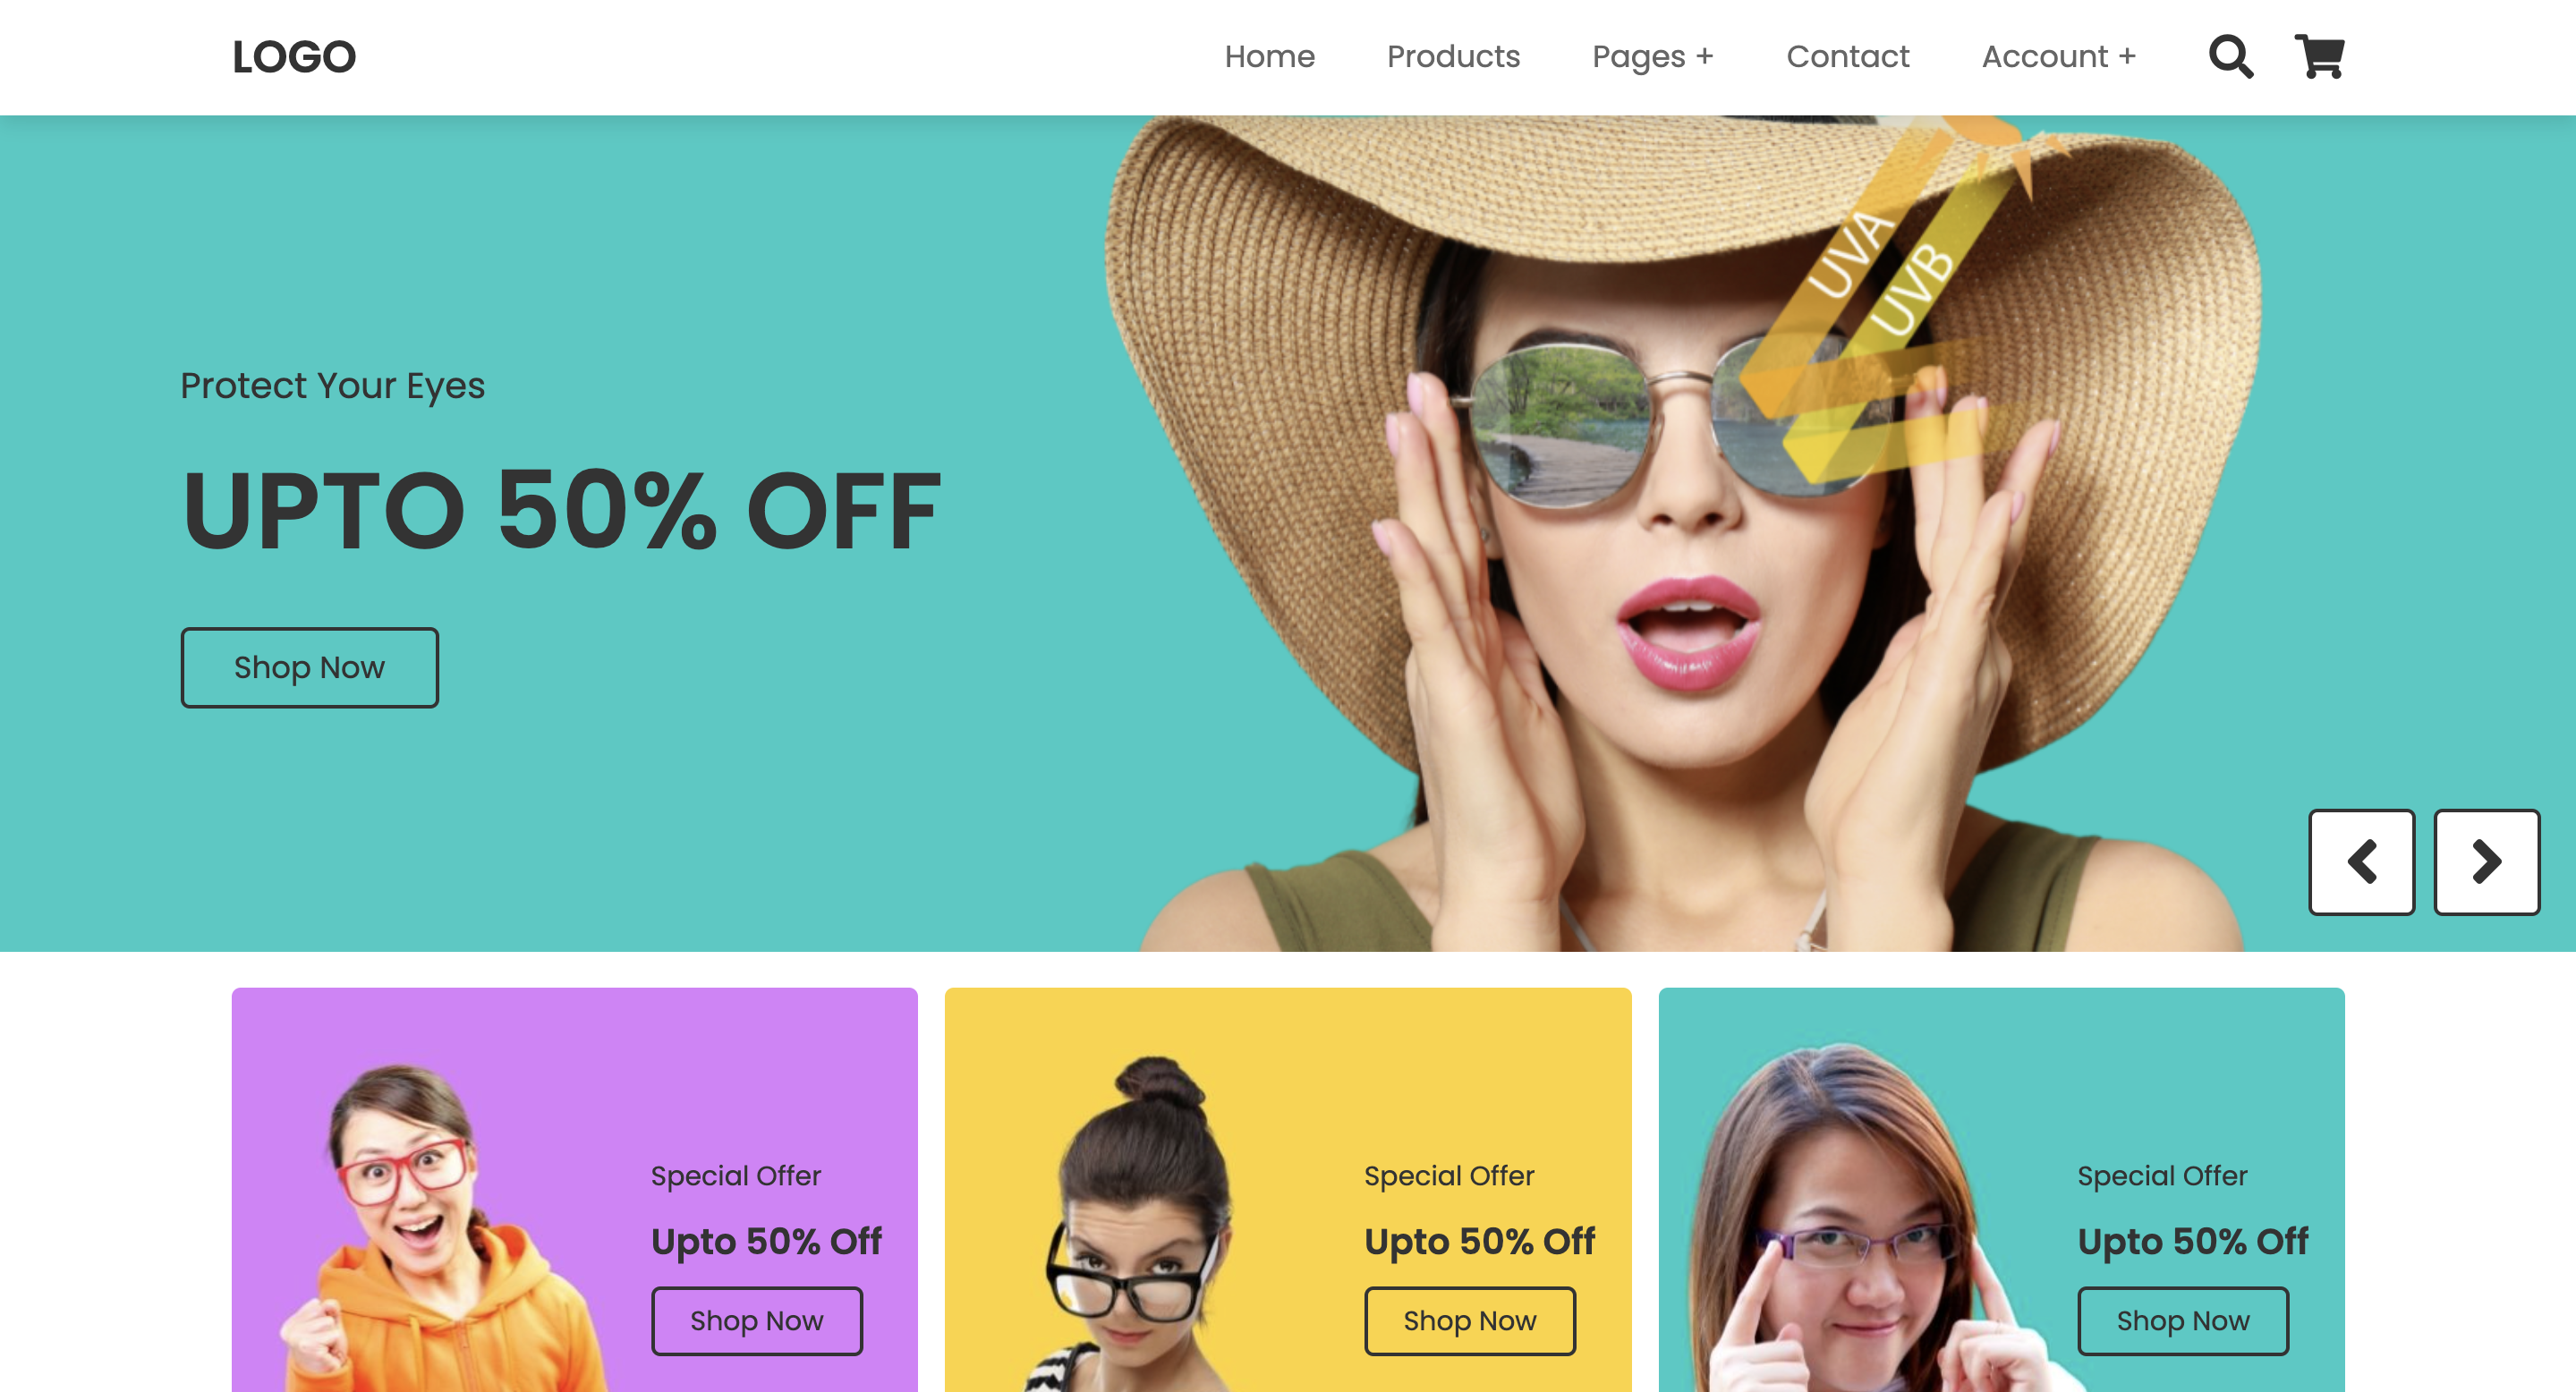 LOGO
Home
Products
Pages +
Contact
Account +
UVA
UVB
Protect Your Eyes
UPTO 50% OFF
Shop Now
Special Offer
Upto 50% Off
Shop Now
Special Offer
Upto 50% Off
Shop Now
Special Offer
Upto 50% Off
Shop Now